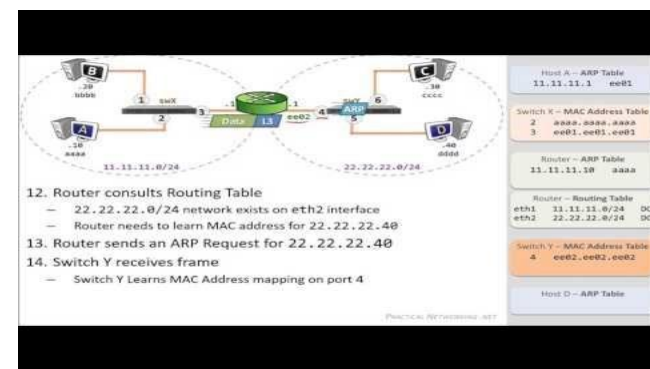 B
.20
bbbb
1
swX
3
.1
2
A
.10
aaaa
11.11.11.0/24
Data
L3
.1
ee02
4
swY
ARP
5
6
C
.30
cccc
D
.40
dddd
22.22.22.0/24
12. Router consults Routing Table
– 22.22.22.0/24 network exists on eth2 interface
– Router needs to learn MAC address for 22.22.22.40
13. Router sends an ARP Request for 22.22.22.40
14. Switch Y receives frame
– Switch Y Learns MAC Address mapping on port 4
PRACTICAL NETWORKING .NET
Host A – ARP Table
11.11.11.1 ee01
Switch X – MAC Address Table
2 aaaa.aaaa.aaaa
3 ee01.ee01.ee01
Router – ARP Table
11.11.11.10 aaaa
Router – Routing Table
eth1 11.11.11.0/24 DC
eth2 22.22.22.0/24 DC
Switch Y – MAC Address Table
4 ee02.ee02.ee02
Host D – ARP Table